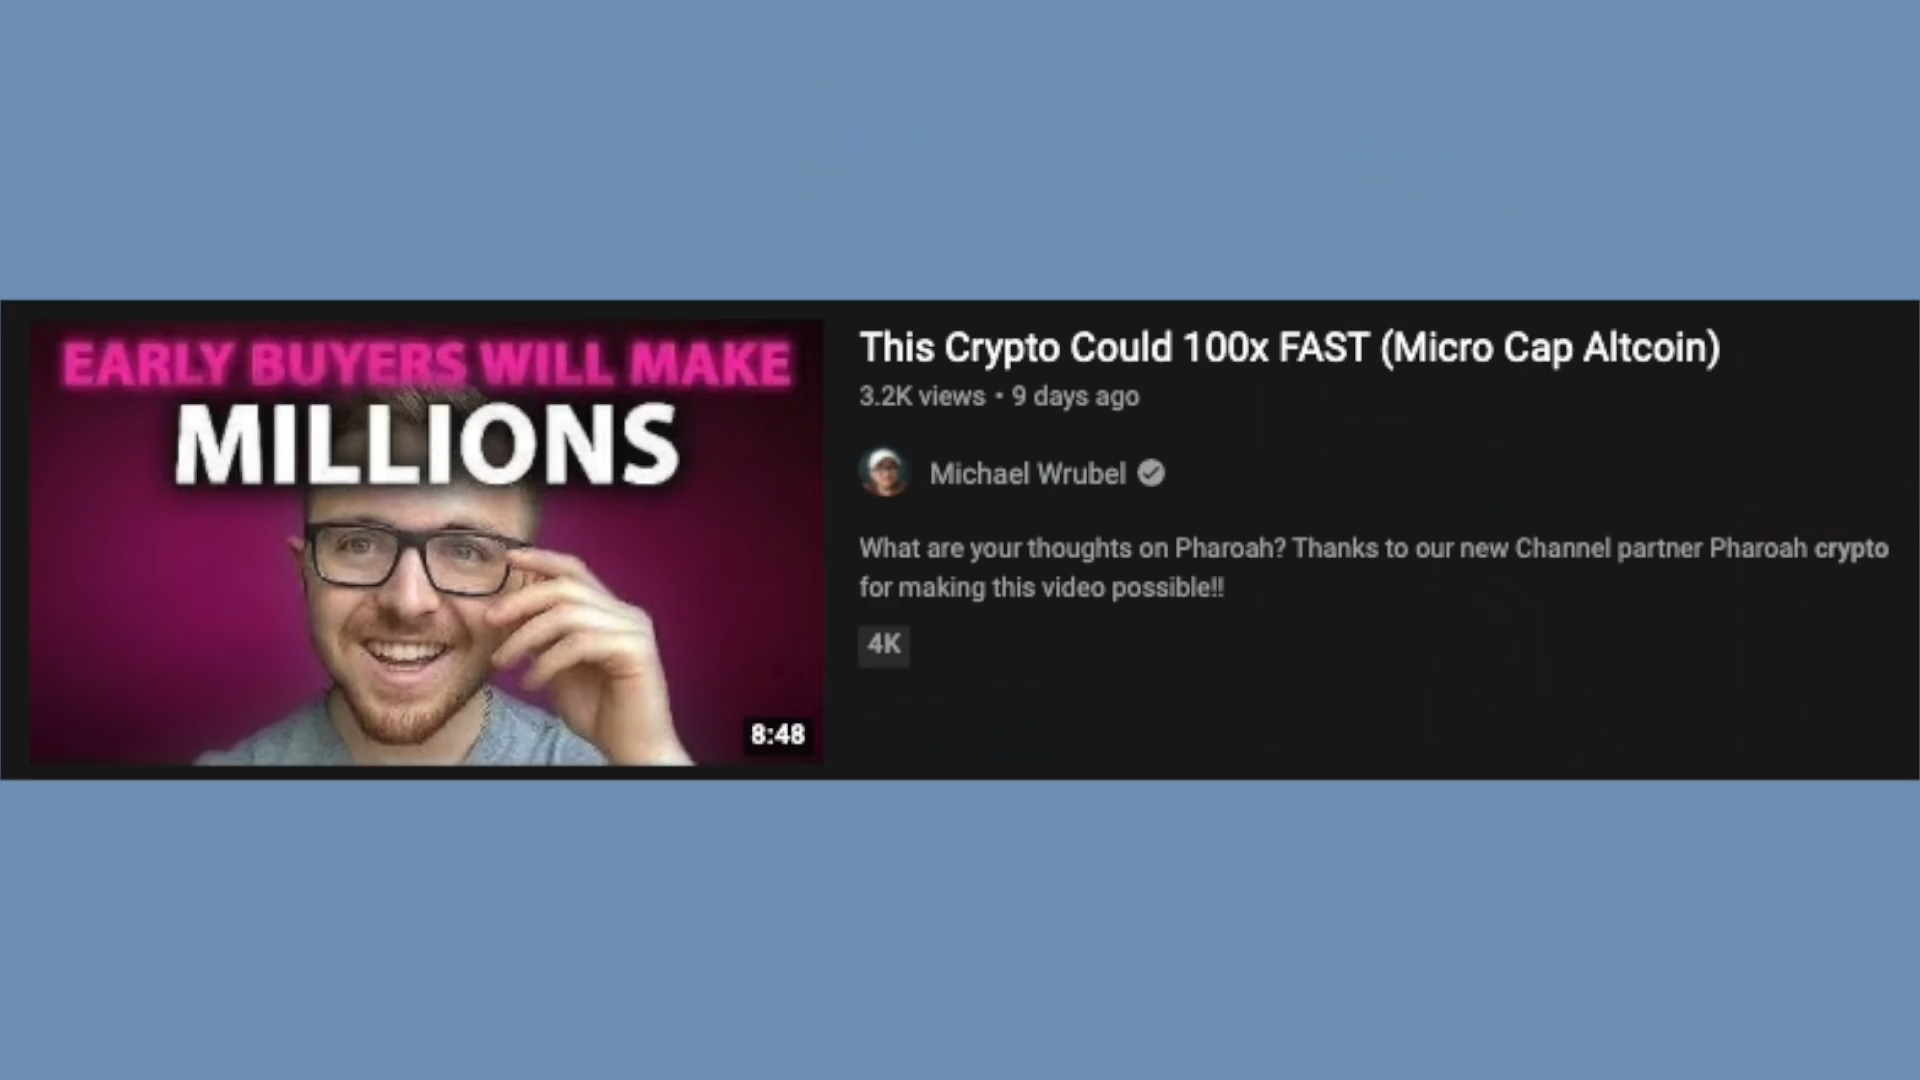 EARLY BUYERS WILL MAKE
MILLIONS
8:48
This Crypto Could 100x FAST (Micro Cap Altcoin)
3.2K views • 9 days ago
Michael Wrubel
What are your thoughts on Pharoah? Thanks to our new Channel partner Pharoah crypto
for making this video possible!!
4K